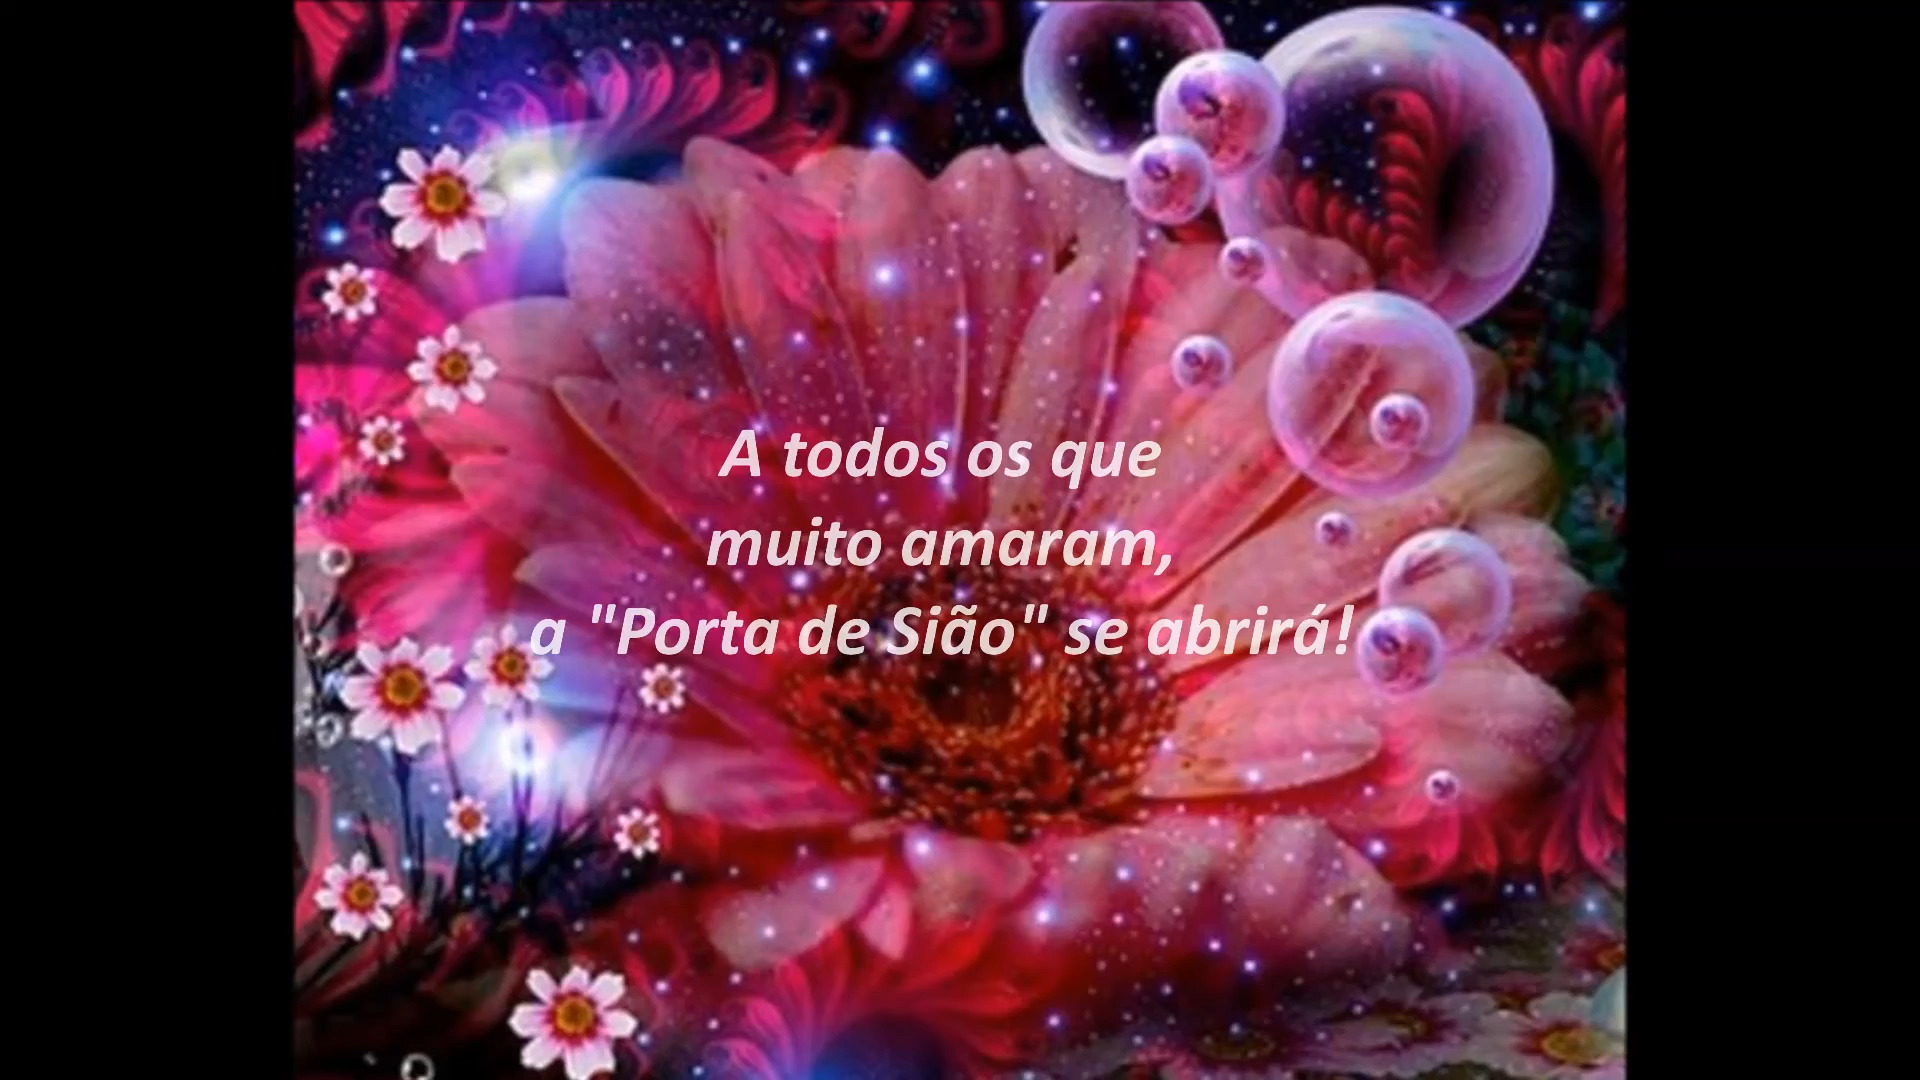 A todos os que
muito amaram,
a "Porta de Sião" se abrirá!